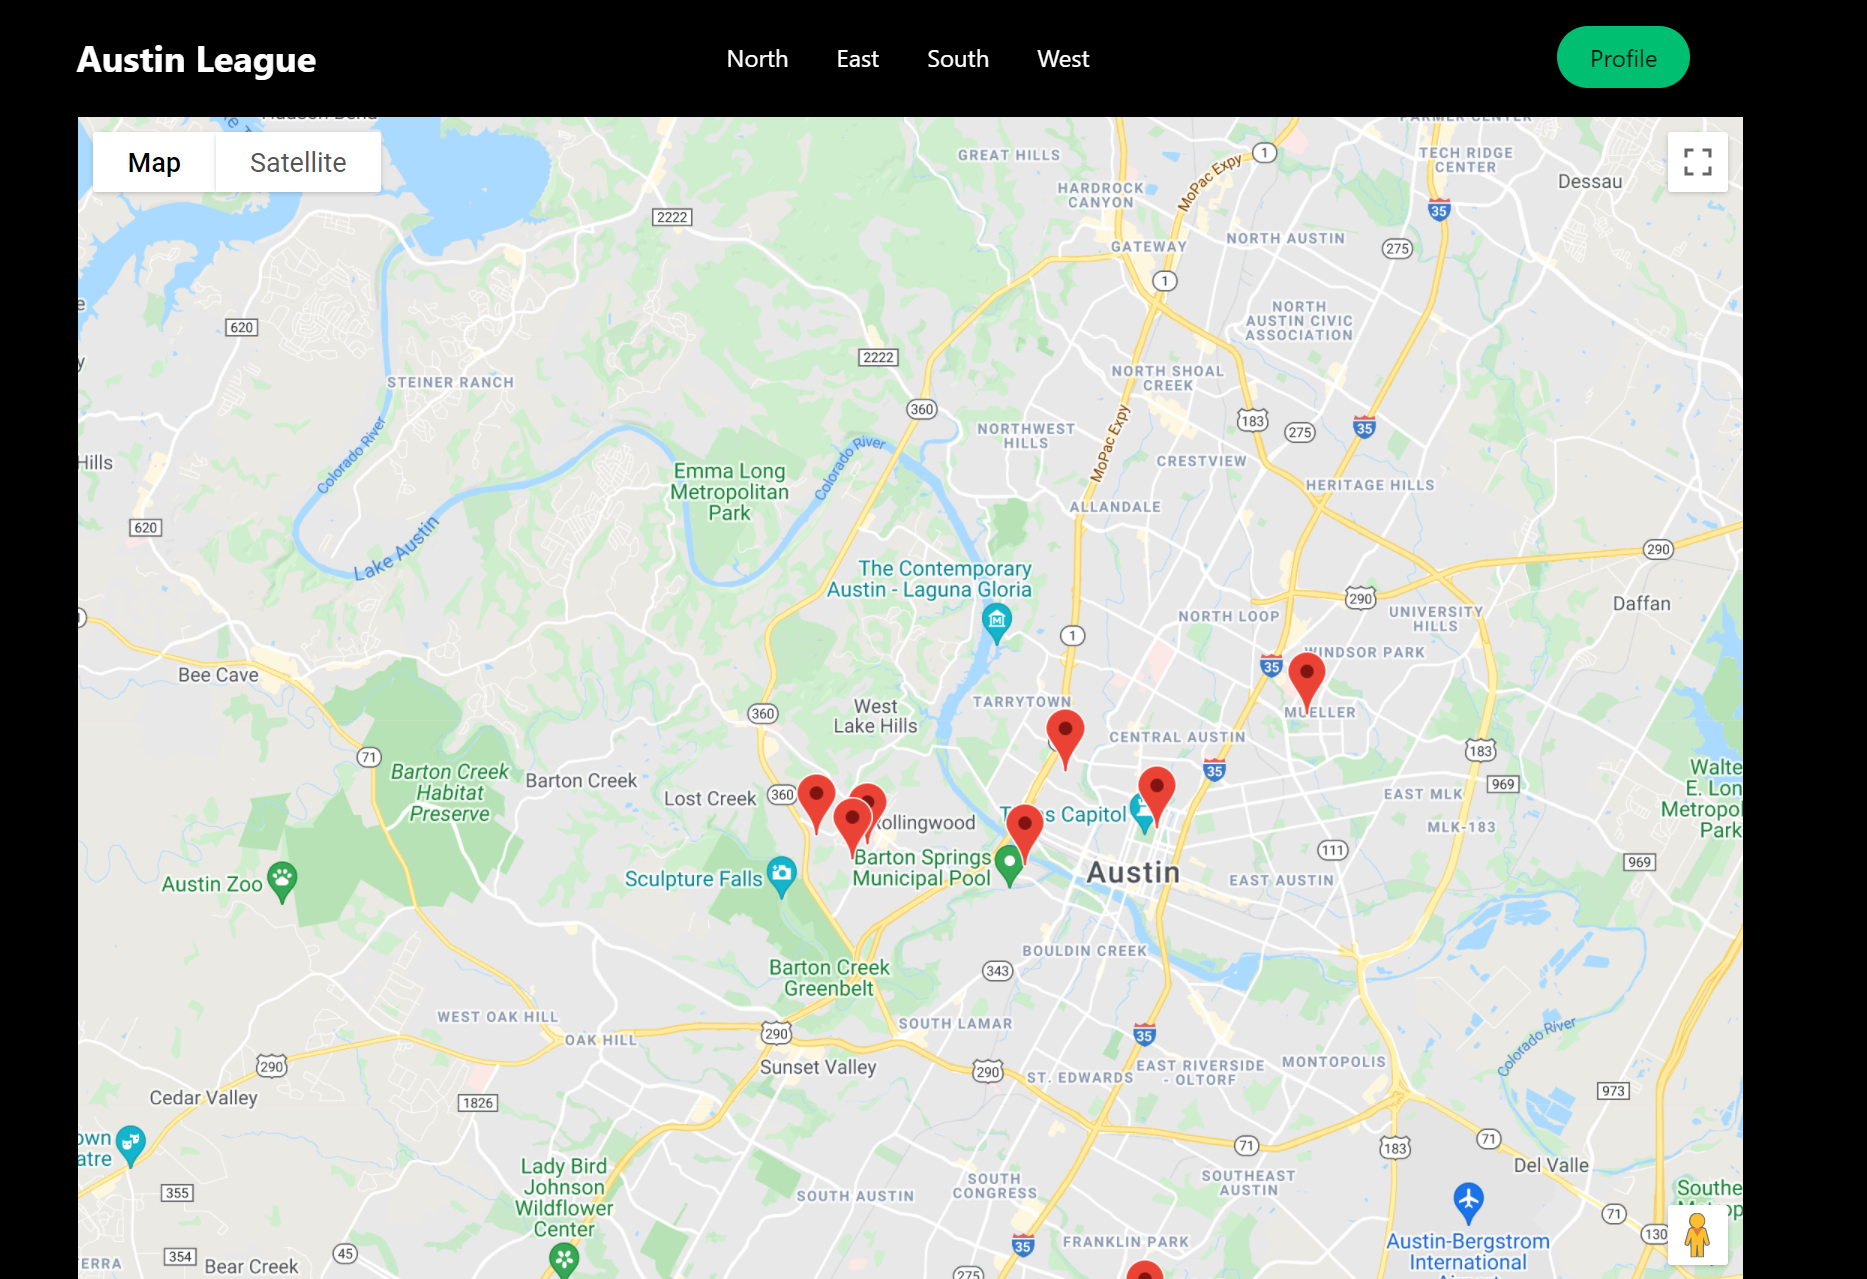 Austin League
North
East
South
West
Profile
Map
Satellite
GREAT HILLS
MoPac Expy
1
TECH RIDGE
CENTER
Dessau
HARDROCK
CANYON
35
2222
GATEWAY
NORTH AUSTIN
275
1
NORTH
AUSTIN CIVIC
ASSOCIATION
620
2222
STEINER RANCH
NORTH SHOAL
CREEK
360
MoPac Expy
183
275
35
NORTHWEST
HILLS
Colorado River
Colorado River
Hills
CRESTVIEW
Emma Long
Metropolitan
Park
HERITAGE HILLS
ALLANDALE
620
Lake Austin
290
The Contemporary
Austin - Laguna Gloria
290
Daffan
NORTH LOOP
UNIVERSITY
HILLS
1
WINDSOR PARK
35
Bee Cave
West
Lake Hills
TARRYTOWN
360
MUELLER
CENTRAL AUSTIN
71
183
Barton Creek
Habitat
Preserve
Barton Creek
Lost Creek
360
35
969
Walte
E. Lon
Metropol
Park
EAST MLK
Rollingwood
s Capitol
MLK-183
111
969
Barton Springs
Municipal Pool
Austin
Sculpture Falls
Austin Zoo
EAST AUSTIN
BOULDIN CREEK
Barton Creek
Greenbelt
343
WEST OAK HILL
OAK HILL
290
SOUTH LAMAR
35
Colorado River
290
Sunset Valley
290
ST. EDWARDS
EAST RIVERSIDE
- OLTORF
MONTOPOLIS
Cedar Valley
1826
973
own
atre
71
183
71
Del Valle
Lady Bird
Johnson
Wildflower
Center
355
SOUTH AUSTIN
SOUTH
CONGRESS
SOUTHEAST
AUSTIN
Southe
71
130
354
45
Bear Creek
ERRA
35
FRANKLIN PARK
275
Austin-Bergstrom
International